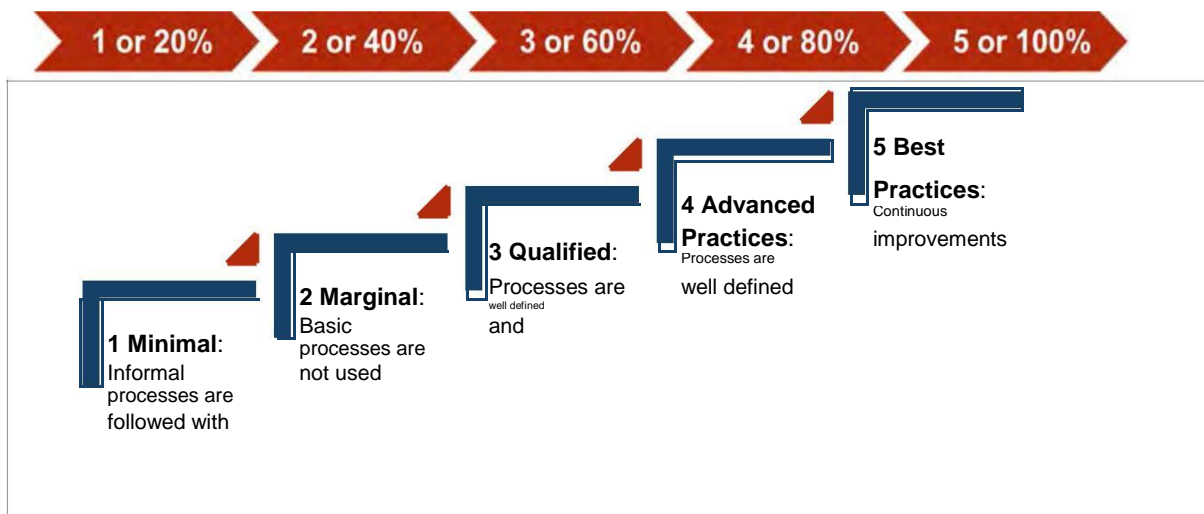 1 or 20%
2 or 40%
3 or 60%
4 or 80%
5 or 100%
1 Minimal:
Informal
processes are
followed with
2 Marginal:
Basic
processes are
not used
3 Qualified:
Processes are
well defined
and
4 Advanced
Practices:
Processes are
well defined
5 Best
Practices:
Continuous
improvements